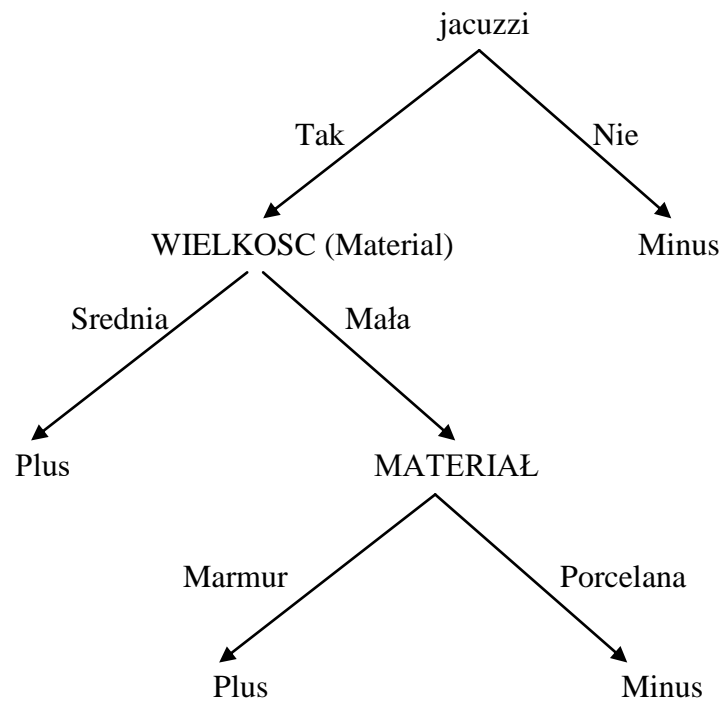 jacuzzi
Tak Nie
WIELKOSC (Material) Minus
Srednia Mała
Plus MATERIAŁ
Marmur Porcelana
Plus Minus